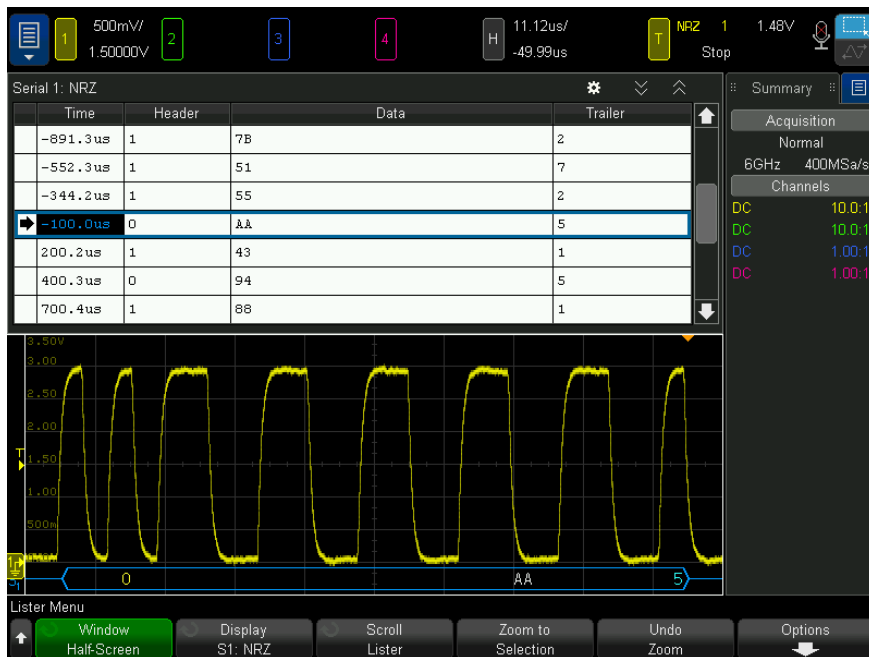 1 500mV/ 1.50000V 2 3 4 H 11.12us/ -49.99us T NRZ 1 1.48V Stop
Serial 1: NRZ
Time Header Data Trailer
-891.3us 1 7B 2
-552.3us 1 51 7
-344.2us 1 55 2
-100.0us 0 AA 5
200.2us 1 43 1
400.3us 0 94 5
700.4us 1 88 1
Summary
Acquisition
Normal
6GHz 400MSa/s
Channels
DC 10.0:1
DC 10.0:1
DC 1.00:1
DC 1.00:1
3.50V
3.00
2.50
2.00
T
1.50
1.00
500m
1
S1 0 AA 5
Lister Menu
Window Half-Screen
Display S1: NRZ
Scroll Lister
Zoom to Selection
Undo Zoom
Options